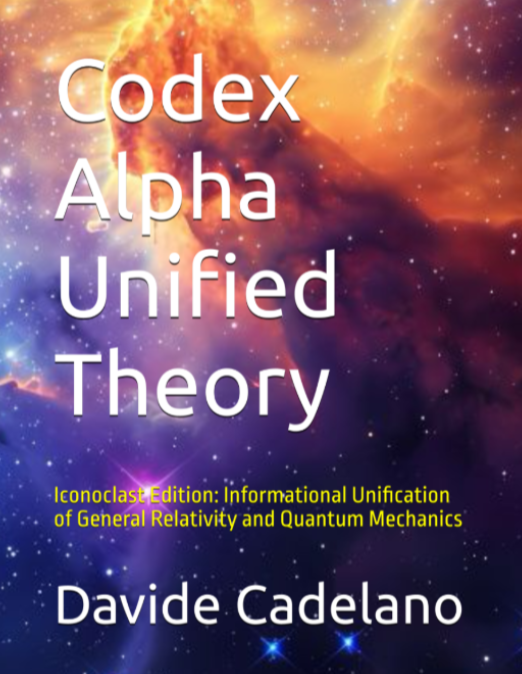 Codex
Alpha
Unified
Theory
Iconoclast Edition: Informational Unification
of General Relativity and Quantum Mechanics
Davide Cadelano